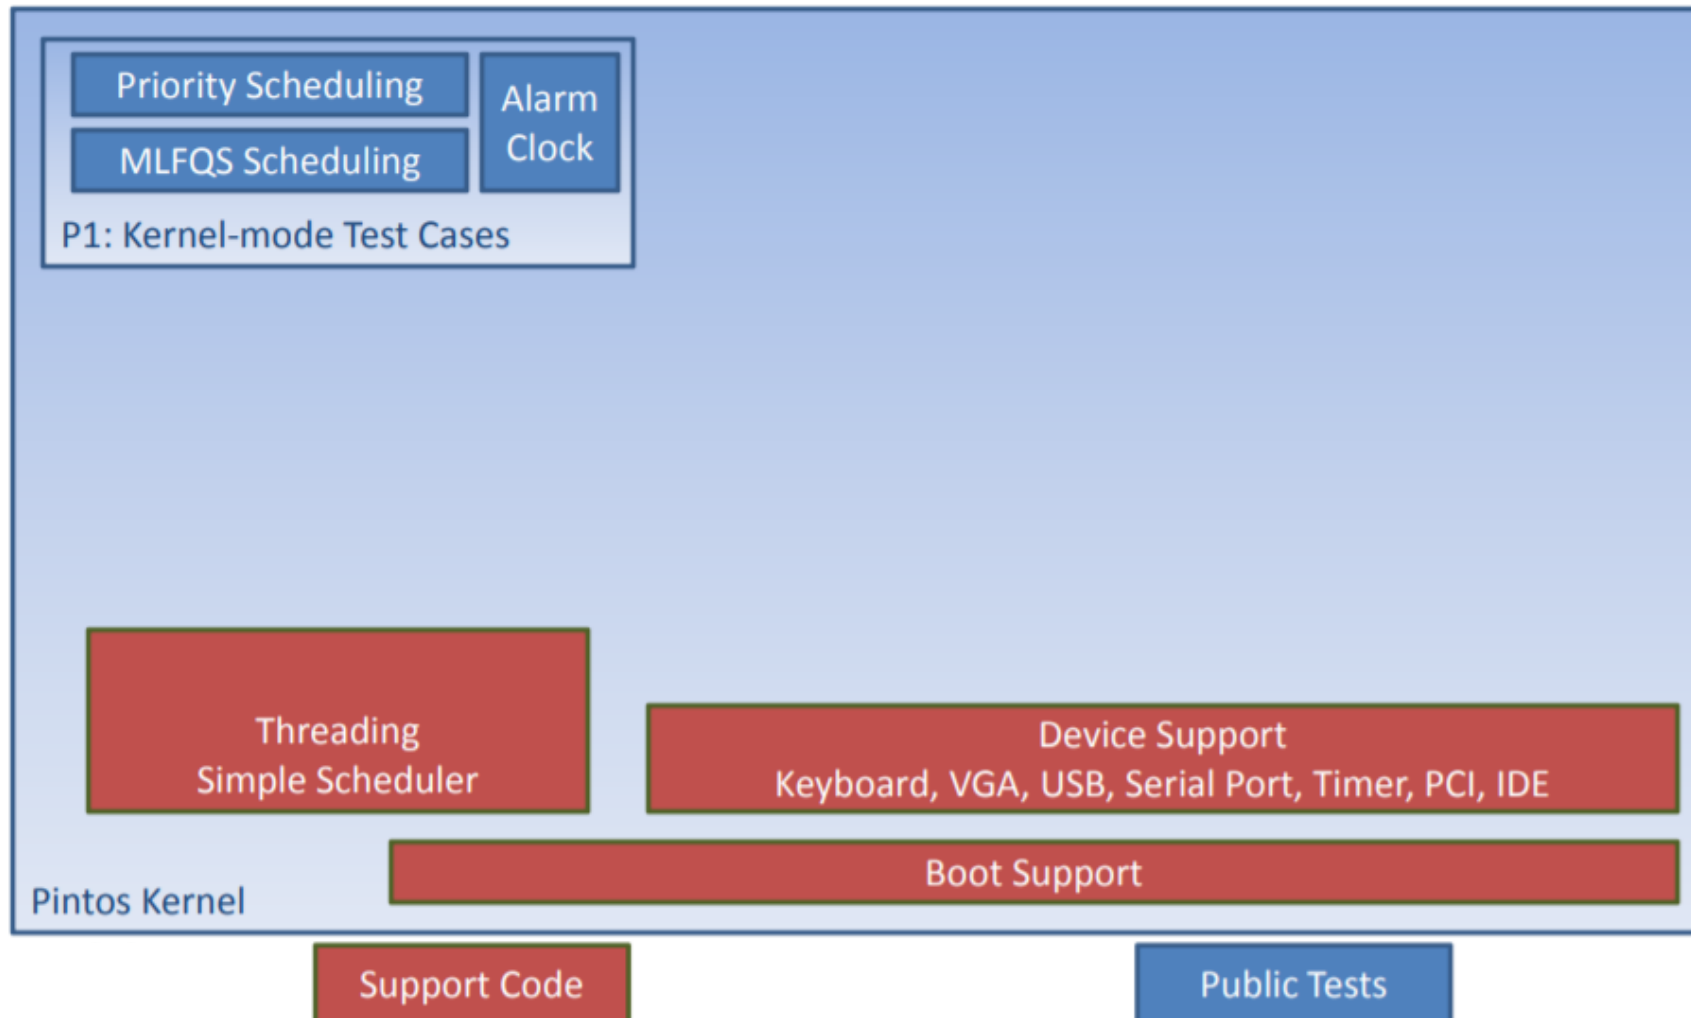 Priority Scheduling
MLFQS Scheduling
Alarm
Clock
P1: Kernel-mode Test Cases
Threading
Simple Scheduler
Device Support
Keyboard, VGA, USB, Serial Port, Timer, PCI, IDE
Boot Support
Pintos Kernel
Support Code
Public Tests